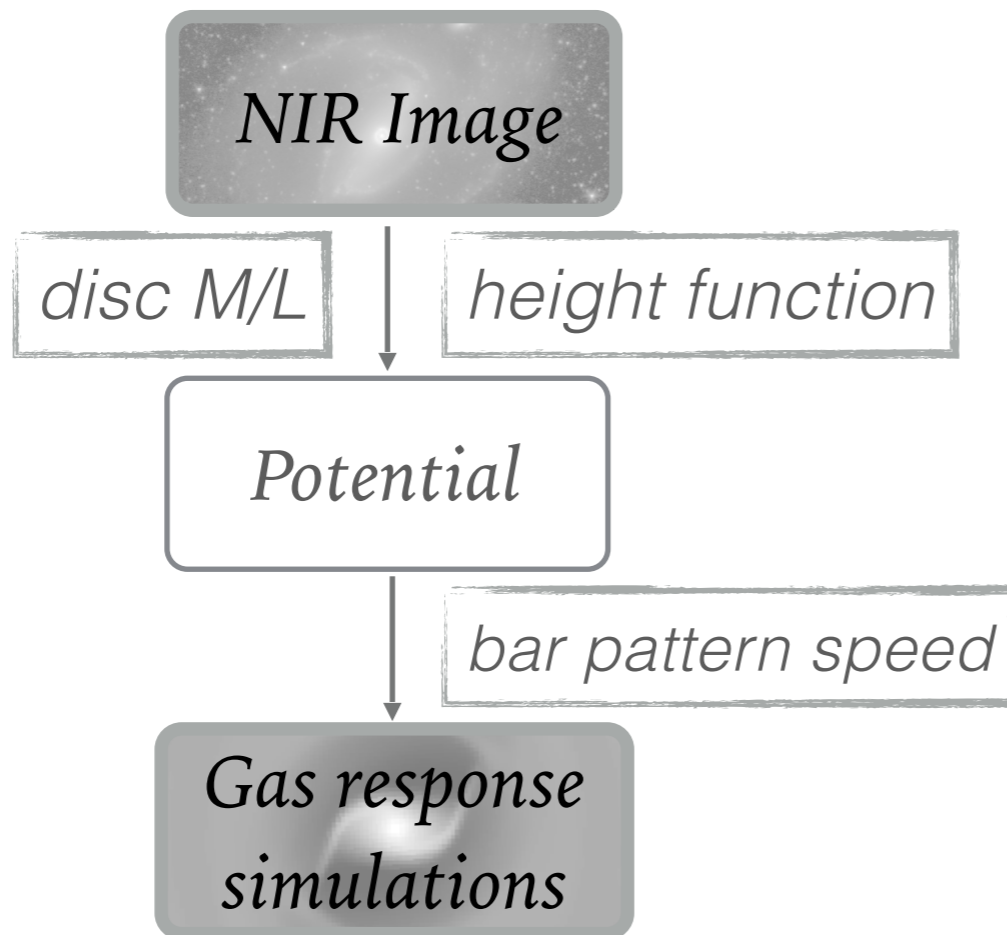 NIR Image
disc M/L
height function
Potential
bar pattern speed
Gas response
simulations